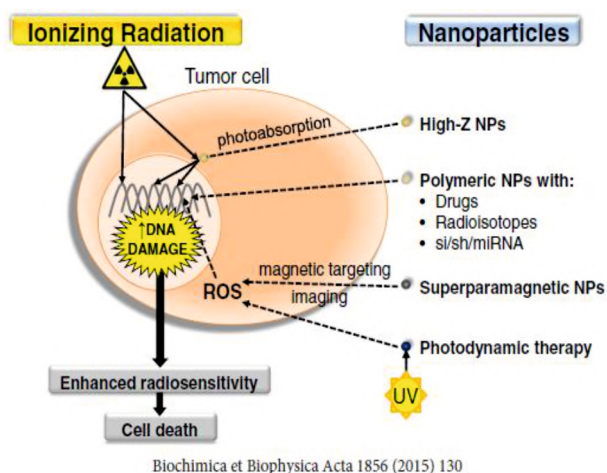 Ionizing Radiation
Nanoparticles
Tumor cell
photoabsorption
High-Z NPs
Polymeric NPs with:
• Drugs
• Radioisotopes
• si/sh/miRNA
↑DNA
DAMAGE
magnetic targeting
ROS
imaging
Superparamagnetic NPs
Photodynamic therapy
UV
Enhanced radiosensitivity
Cell death
Biochimica et Biophysica Acta 1856 (2015) 130